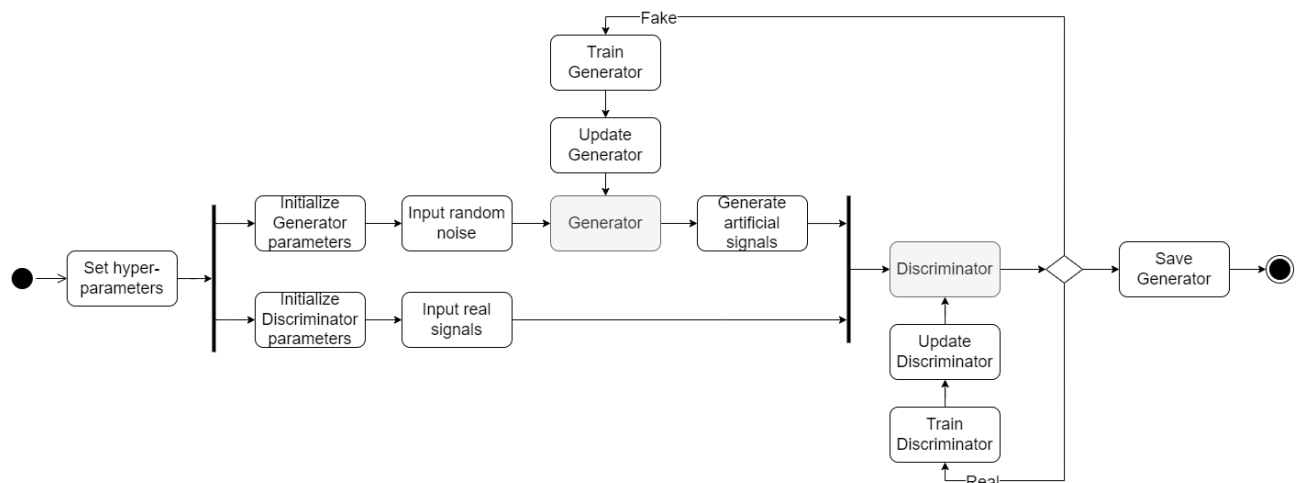 Fake
Train
Generator
Update
Generator
Initialize
Generator
parameters
Input random
noise
Generator
Generate
artificial
signals
Set hyper-
parameters
Initialize
Discriminator
parameters
Input real
signals
Discriminator
Save
Generator
Update
Discriminator
Train
Discriminator
Real